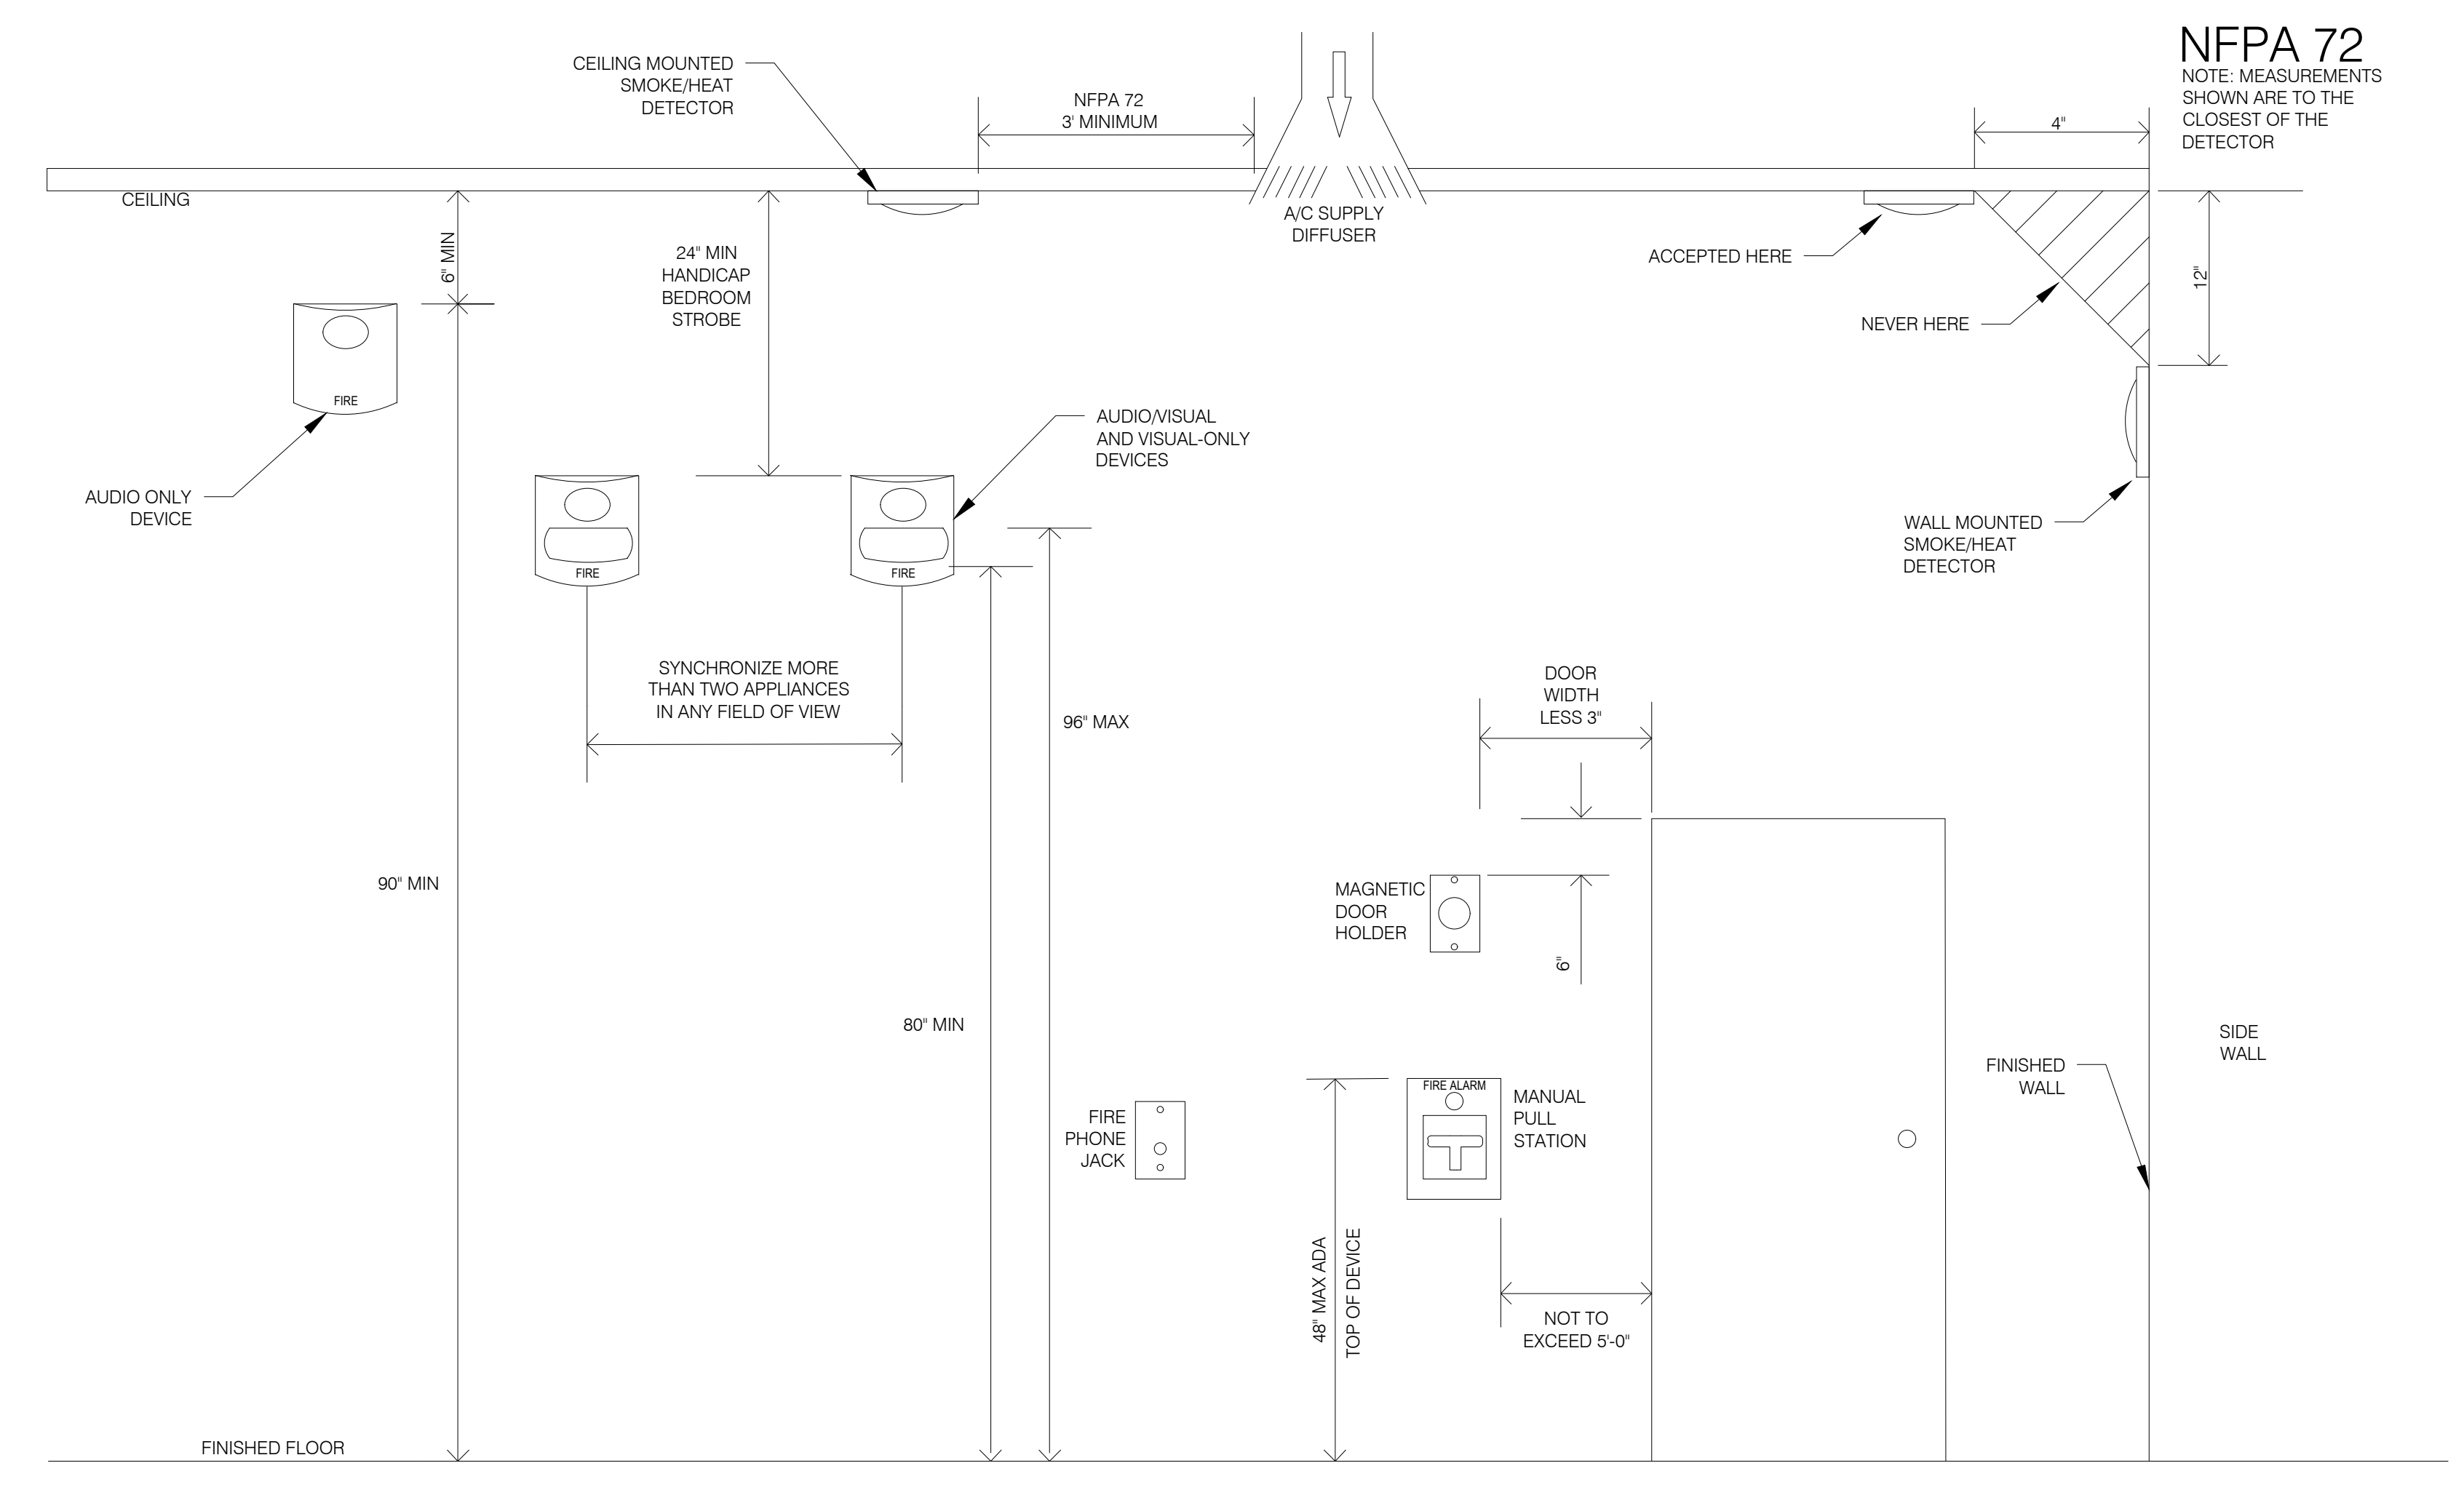 NFPA 72
NOTE: MEASUREMENTS
SHOWN ARE TO THE
CLOSEST OF THE
DETECTOR
CEILING MOUNTED
SMOKE/HEAT
DETECTOR
NFPA 72
3' MINIMUM
4"
CEILING
A/C SUPPLY
DIFFUSER
6" MIN
24" MIN
HANDICAP
BEDROOM
STROBE
ACCEPTED HERE
12"
NEVER HERE
FIRE
AUDIO/VISUAL
AND VISUAL-ONLY
DEVICES
AUDIO ONLY
DEVICE
WALL MOUNTED
SMOKE/HEAT
DETECTOR
FIRE
FIRE
SYNCHRONIZE MORE
THAN TWO APPLIANCES
IN ANY FIELD OF VIEW
96" MAX
DOOR
WIDTH
LESS 3"
90" MIN
MAGNETIC
DOOR
HOLDER
6"
80" MIN
SIDE
WALL
FINISHED
WALL
FIRE
PHONE
JACK
FIRE ALARM
MANUAL
PULL
STATION
48" MAX ADA
TOP OF DEVICE
NOT TO
EXCEED 5'-0"
FINISHED FLOOR